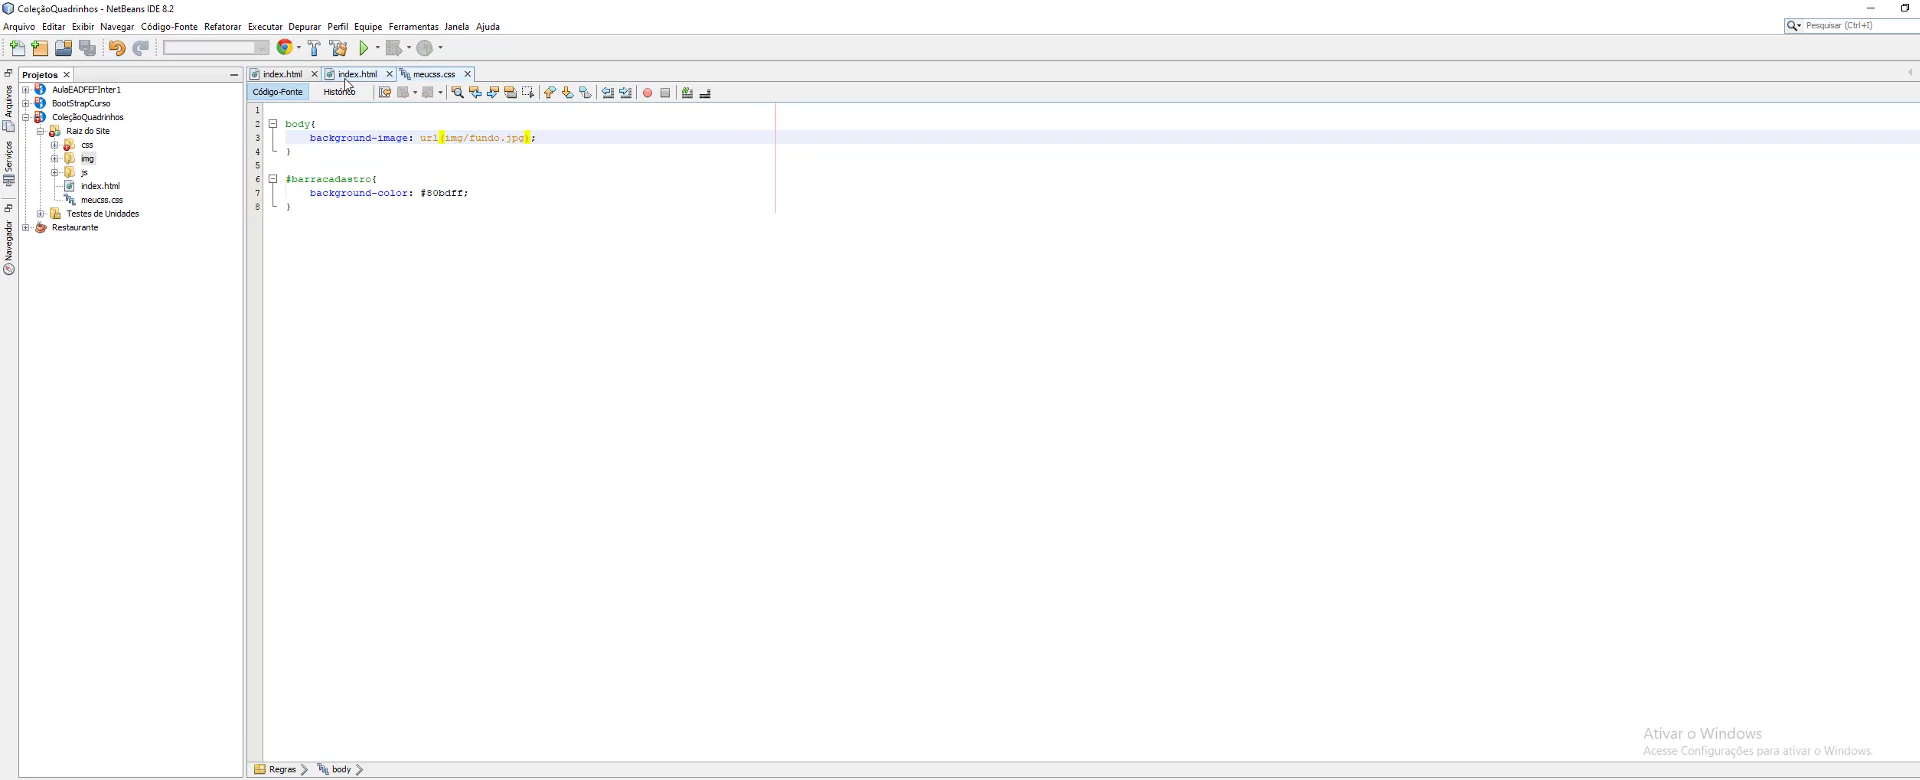 ColeçãoQuadrinhos - NetBeans IDE 8.2
Arquivo Editar Exibir Navegar Código-Fonte Refatorar Executar Depurar Perfil Equipe Ferramentas Janela Ajuda
Pesquisar (Ctrl+I)
Projetos
index.html
index.html
meucss.css
Código-Fonte
Histórico
Arquivos
Serviços
Navegador
AulaEADFEFInter1
BootStrapCurso
ColeçãoQuadrinhos
Raiz do Site
css
img
js
index.html
meucss.css
Testes de Unidades
Restaurante
1
2 body{
3 background-image: url(img/fundo.jpg);
4 }
5
6 #barracadastro{
7 background-color: #80bdff;
8 }
Ativar o Windows
Acesse Configurações para ativar o Windows.
Regras
body